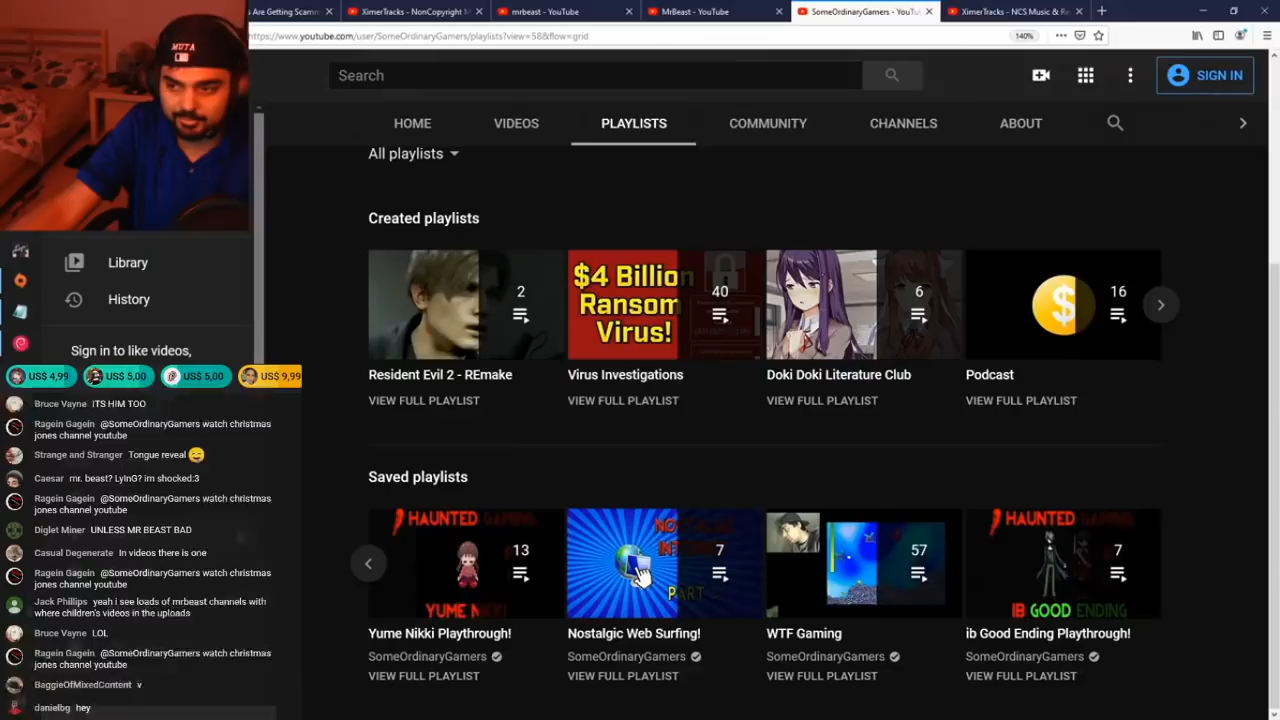 s Are Getting Scamm
XimerTracks - NonCopyright M
mrbeast - YouTube
MrBeast - YouTube
SomeOrdinaryGamers - YouTu
XimerTracks - NCS Music & Re
https://www.youtube.com/user/SomeOrdinaryGamers/playlists?view=58&flow=grid
140%
MUTA
Search
SIGN IN
HOME
VIDEOS
PLAYLISTS
COMMUNITY
CHANNELS
ABOUT
All playlists
Library
History
Sign in to like videos,
Created playlists
2
$4 Billion
Ransom
Virus!
40
6
$
16
Resident Evil 2 - REmake
Virus Investigations
Doki Doki Literature Club
Podcast
VIEW FULL PLAYLIST
VIEW FULL PLAYLIST
VIEW FULL PLAYLIST
VIEW FULL PLAYLIST
Saved playlists
HAUNTED GAMING
13
YUME NI
7
57
HAUNTED GAMING
7
IB GOOD ENDING
Yume Nikki Playthrough!
Nostalgic Web Surfing!
WTF Gaming
ib Good Ending Playthrough!
SomeOrdinaryGamers
SomeOrdinaryGamers
SomeOrdinaryGamers
SomeOrdinaryGamers
VIEW FULL PLAYLIST
VIEW FULL PLAYLIST
VIEW FULL PLAYLIST
VIEW FULL PLAYLIST
US$ 4,99
US$ 5,00
US$ 5,00
US$ 9,99
Bruce Vayne ITS HIM TOO
Ragein Gagein @SomeOrdinaryGamers watch christmas
jones channel youtube
Strange and Stranger Tongue reveal
Caesar mr. beast? LyInG? im shocked:3
Ragein Gagein @SomeOrdinaryGamers watch christmas
jones channel youtube
Diglet Miner UNLESS MR BEAST BAD
Casual Degenerate In videos there is one
Ragein Gagein @SomeOrdinaryGamers watch christmas
jones channel youtube
Jack Phillips yeah i see loads of mrbeast channels with
where children's videos in the uploads
Bruce Vayne LOL
Ragein Gagein @SomeOrdinaryGamers watch christmas
jones channel youtube
BaggieOfMixedContent v
danielbg hey